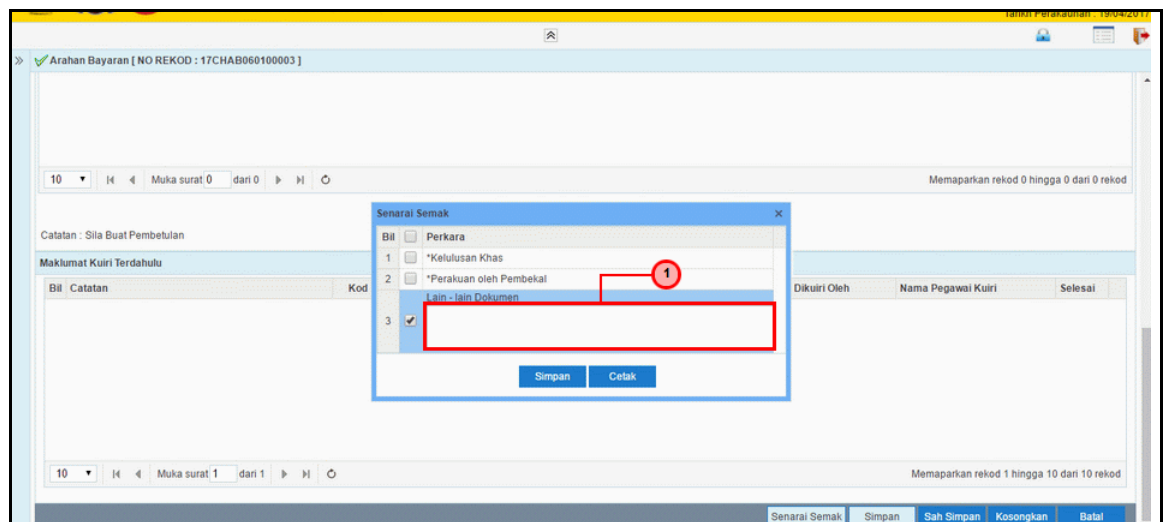 Tarikh Perakaunan : 19/04/2017
Arahan Bayaran [ NO REKOD : 17CHAB060100003 ]
10 Muka surat 0 dari 0 Memaparkan rekod 0 hingga 0 dari 0 rekod
Catatan : Sila Buat Pembetulan
Maklumat Kuiri Terdahulu
Bil Catatan Kod Dikuiri Oleh Nama Pegawai Kuiri Selesai
Senarai Semak
Bil Perkara
1 *Kelulusan Khas
2 *Perakuan oleh Pembekal
1
Lain - lain Dokumen
3
Simpan Cetak
10 Muka surat 1 dari 1 Memaparkan rekod 1 hingga 10 dari 10 rekod
Senarai Semak Simpan Sah Simpan Kosongkan Batal